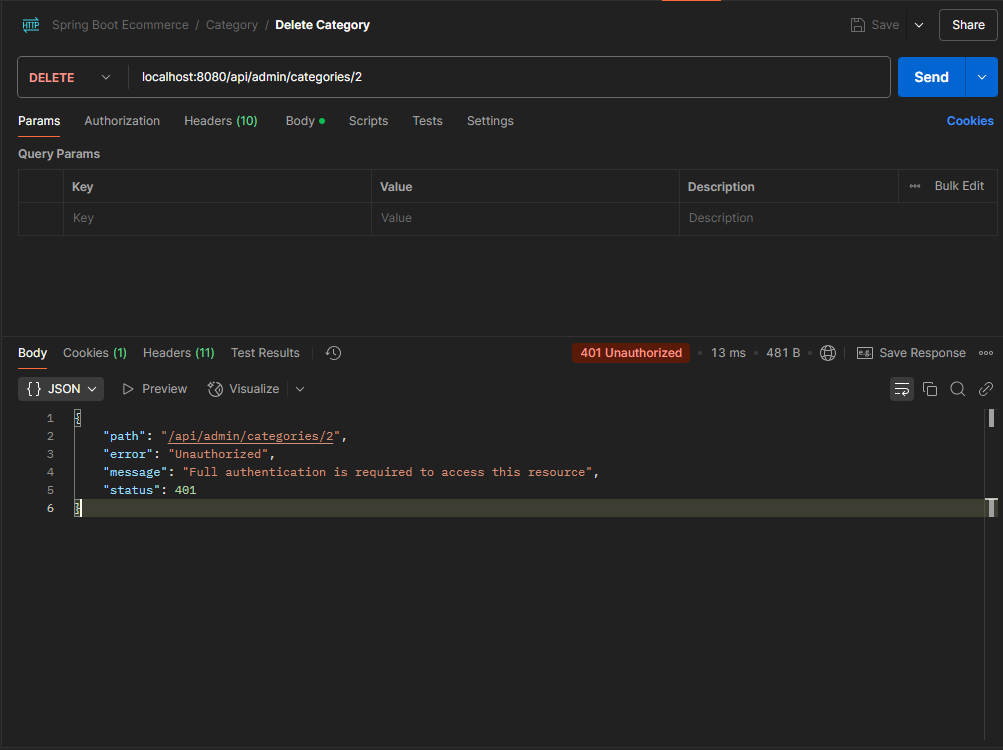 HTTP Spring Boot Ecommerce / Category / Delete Category Save Share
DELETE localhost:8080/api/admin/categories/2 Send
Params Authorization Headers (10) Body Scripts Tests Settings Cookies
Query Params
Key Value Description Bulk Edit
Key Value Description
Body Cookies (1) Headers (11) Test Results 401 Unauthorized 13 ms 481 B e.g. Save Response
{} JSON Preview Visualize
1 {
2 "path": "/api/admin/categories/2",
3 "error": "Unauthorized",
4 "message": "Full authentication is required to access this resource",
5 "status": 401
6 }